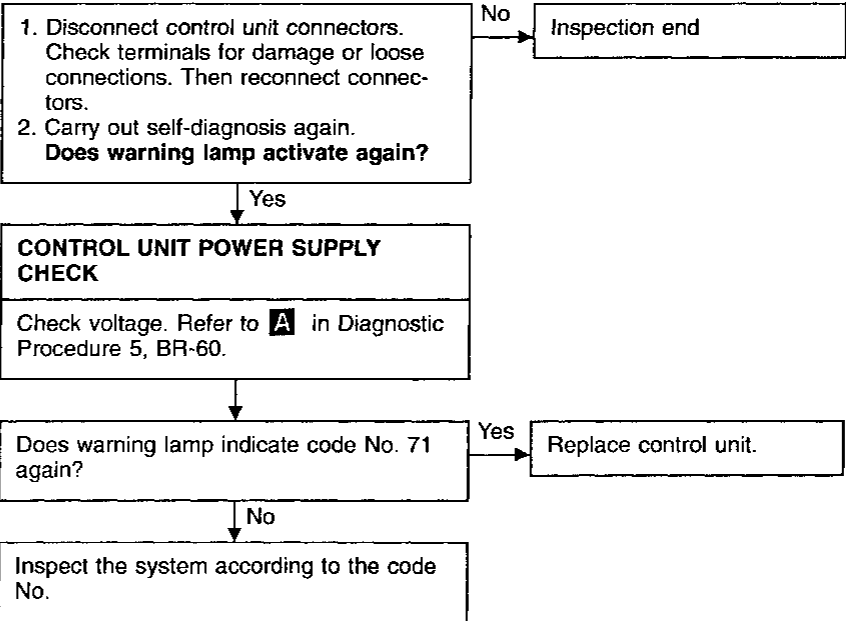 1. Disconnect control unit connectors.
Check terminals for damage or loose
connections. Then reconnect connec-
tors.
2. Carry out self-diagnosis again.
Does warning lamp activate again?
No
Inspection end
Yes
CONTROL UNIT POWER SUPPLY
CHECK
Check voltage. Refer to A in Diagnostic
Procedure 5, BR-60.
Does warning lamp indicate code No. 71
again?
Yes
Replace control unit.
No
Inspect the system according to the code
No.